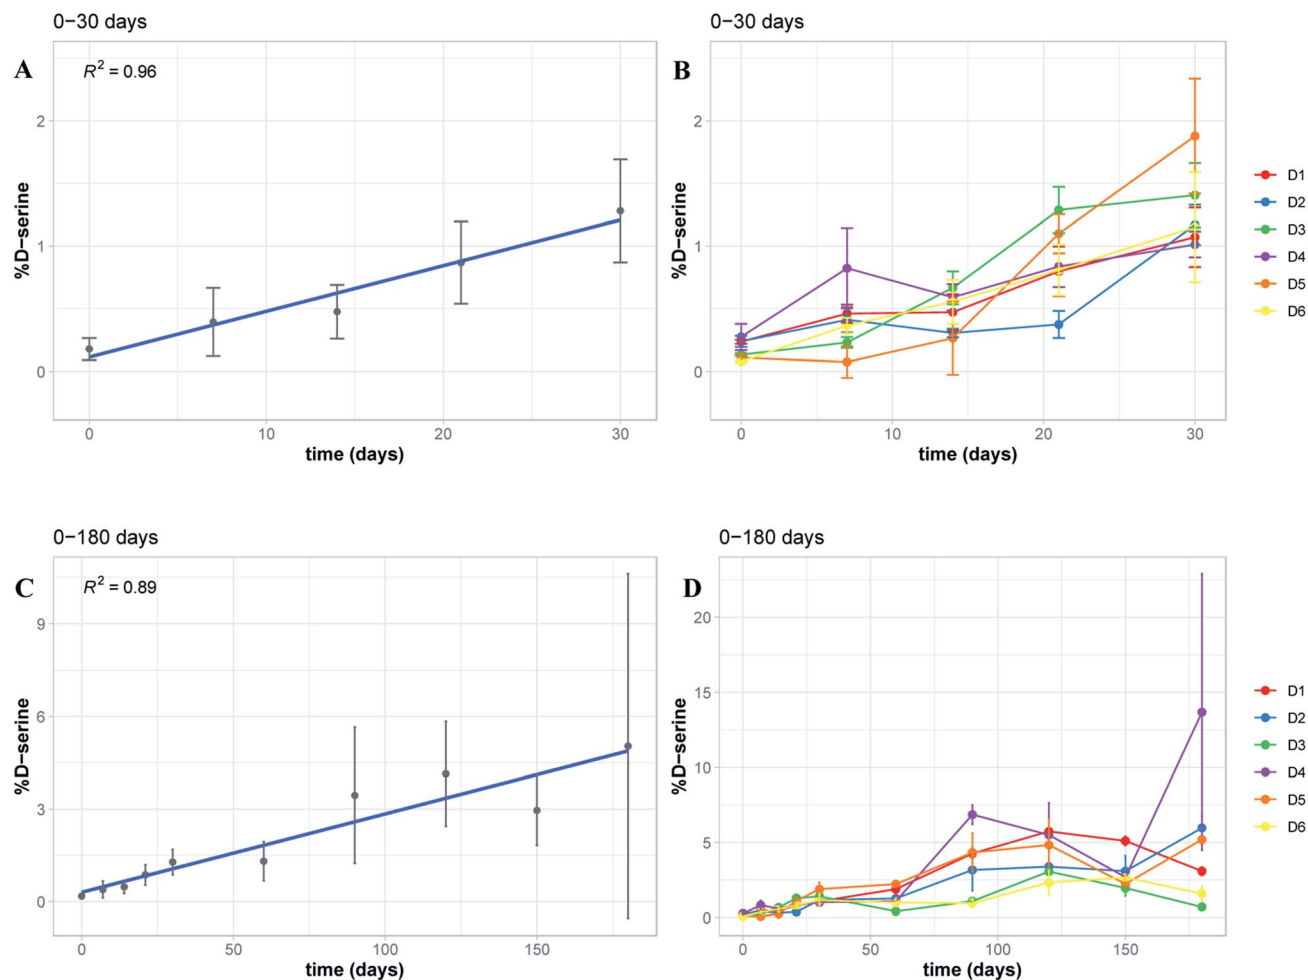 0−30 days
A
R² = 0.96
%D−serine
2
1
0
0
10
20
30
time (days)
0−30 days
B
%D−serine
2
1
0
0
10
20
30
time (days)
D1
D2
D3
D4
D5
D6
0−180 days
C
R² = 0.89
%D−serine
9
6
3
0
0
50
100
150
time (days)
0−180 days
D
%D−serine
20
15
10
5
0
0
50
100
150
time (days)
D1
D2
D3
D4
D5
D6